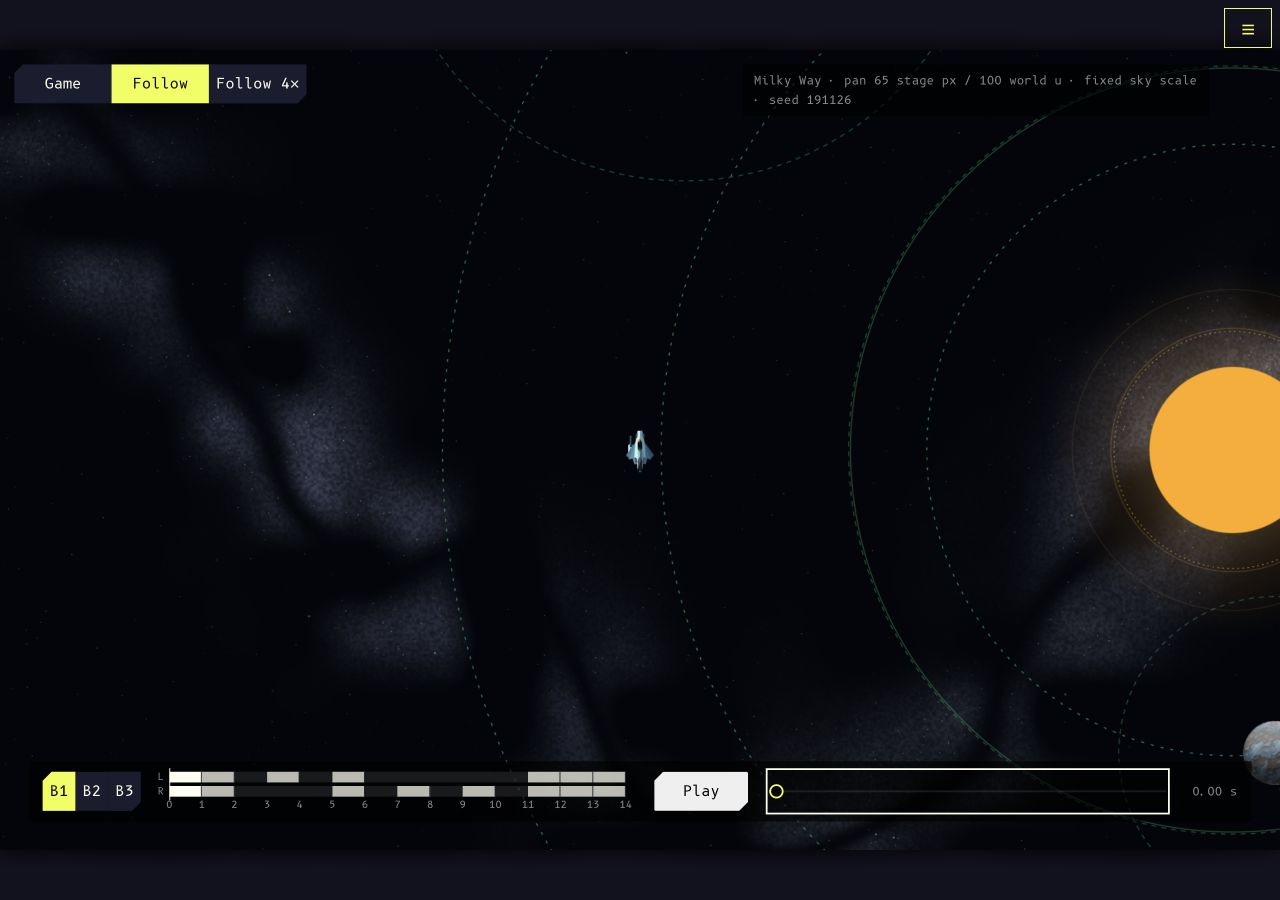 ≡
Game Follow Follow 4×
Milky Way · pan 65 stage px / 100 world u · fixed sky scale
· seed 191126
B1 B2 B3
L
R
0 1 2 3 4 5 6 7 8 9 10 11 12 13 14
Play
0.00 s